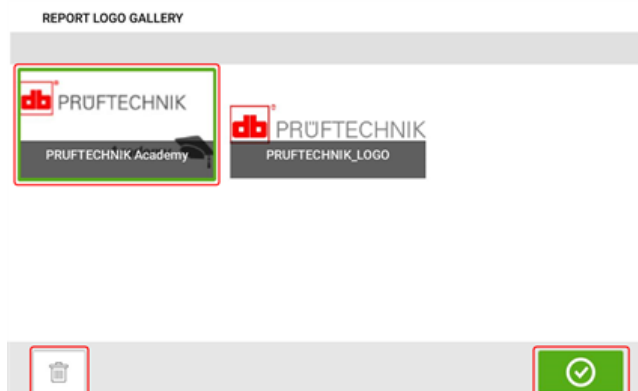 REPORT LOGO GALLERY
db PRÜFTECHNIK
PRUFTECHNIK Academy
db PRÜFTECHNIK
PRUFTECHNIK_LOGO